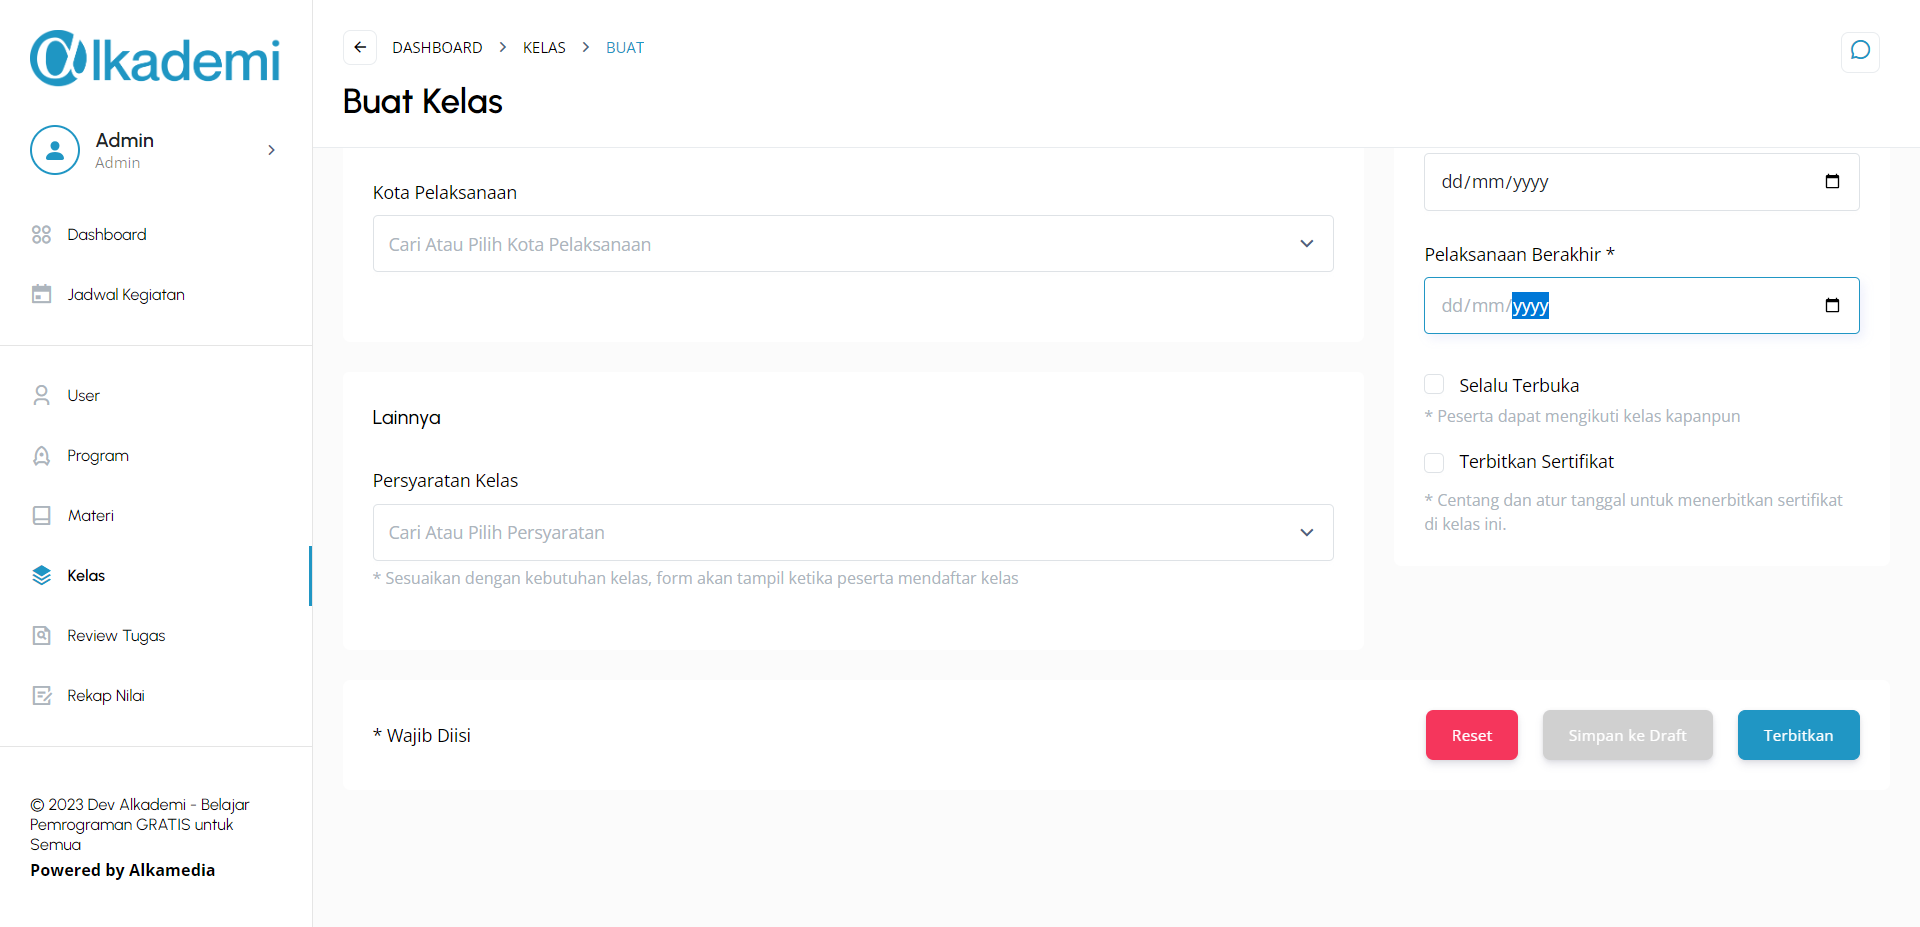 alkademi
Admin
Admin
Dashboard
Jadwal Kegiatan
User
Program
Materi
Kelas
Review Tugas
Rekap Nilai
© 2023 Dev Alkademi - Belajar
Pemrograman GRATIS untuk
Semua
Powered by Alkamedia
DASHBOARD > KELAS > BUAT
Buat Kelas
Kota Pelaksanaan
Cari Atau Pilih Kota Pelaksanaan
Lainnya
Persyaratan Kelas
Cari Atau Pilih Persyaratan
* Sesuaikan dengan kebutuhan kelas, form akan tampil ketika peserta mendaftar kelas
dd/mm/yyyy
Pelaksanaan Berakhir *
dd/mm/yyyy
Selalu Terbuka
* Peserta dapat mengikuti kelas kapanpun
Terbitkan Sertifikat
* Centang dan atur tanggal untuk menerbitkan sertifikat
di kelas ini.
* Wajib Diisi
Reset
Simpan ke Draft
Terbitkan